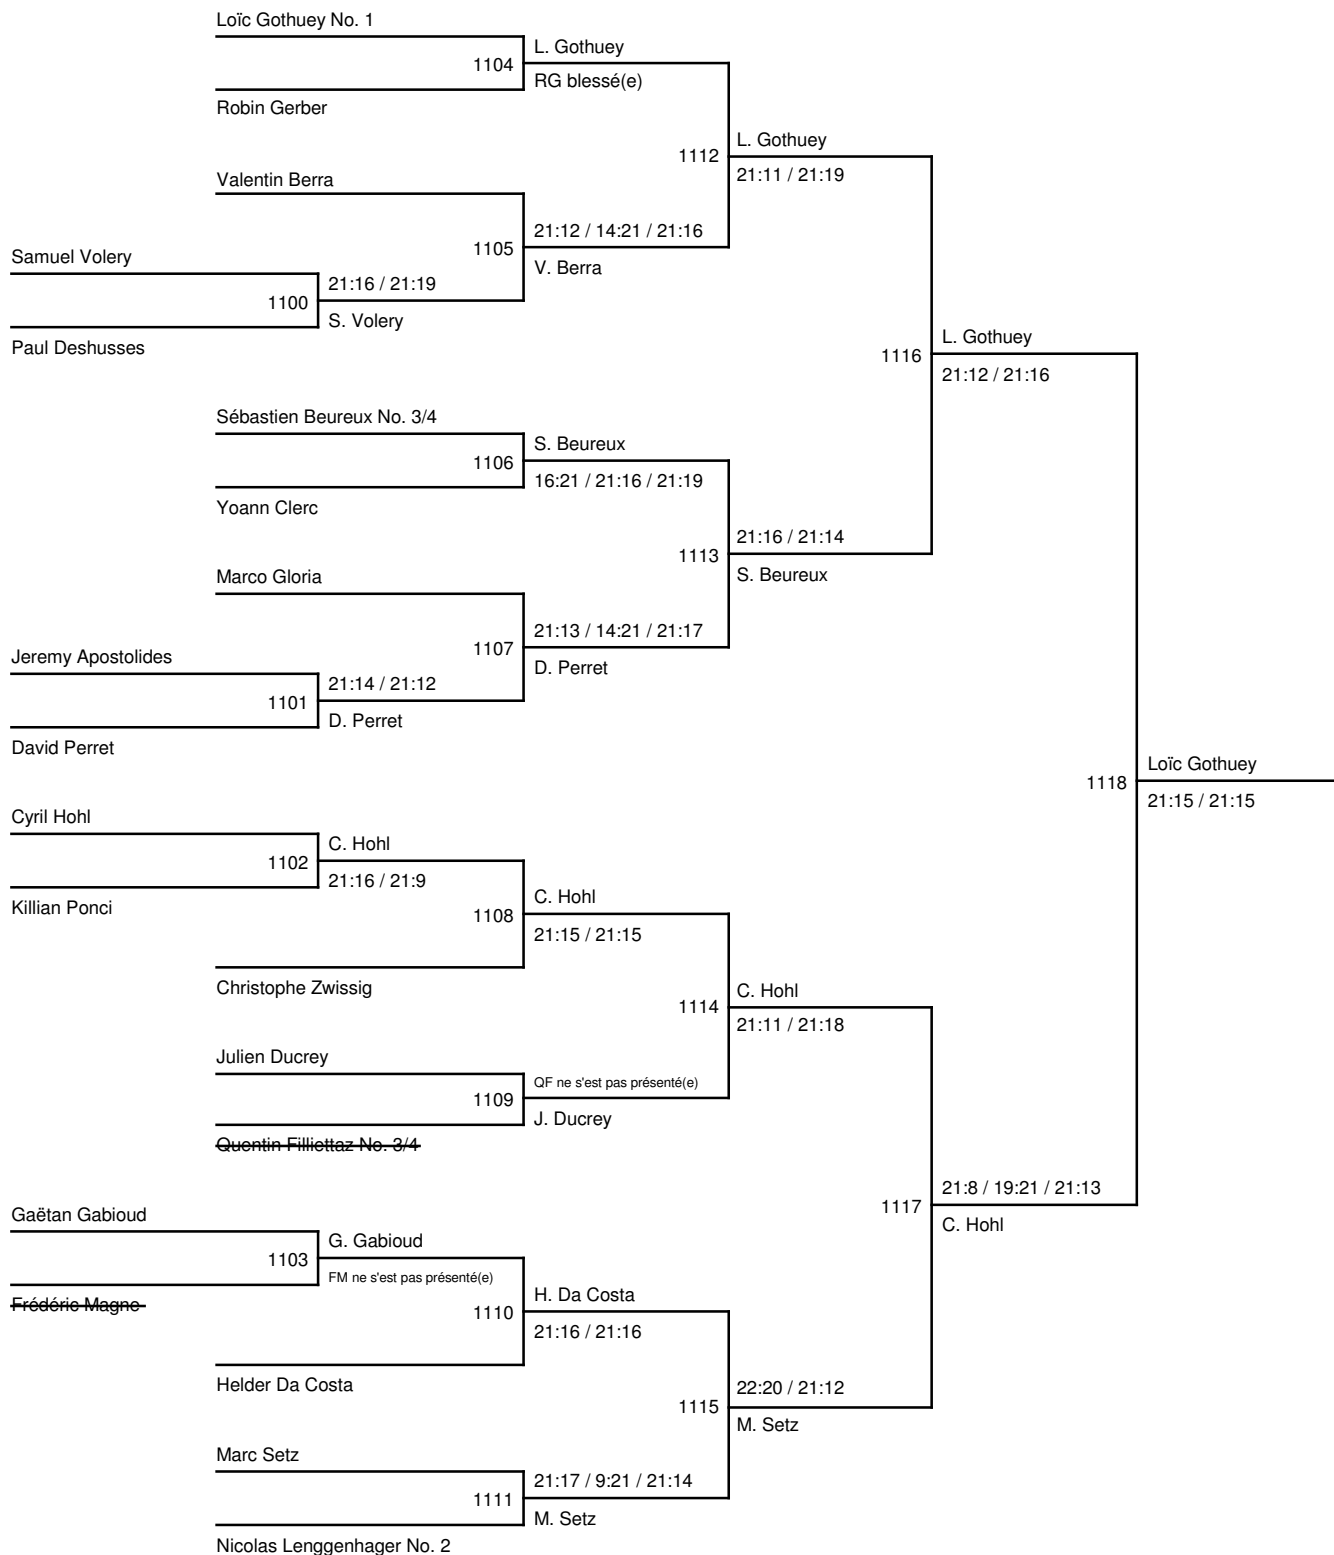 Loïc Gothuey No. 1
L. Gothuey
1104
RG blessé(e)
Robin Gerber
L. Gothuey
1112
21:11 / 21:19
Valentin Berra
21:12 / 14:21 / 21:16
1105
V. Berra
Samuel Volery
21:16 / 21:19
1100
S. Volery
Paul Deshusses
L. Gothuey
1116
21:12 / 21:16
Sébastien Beureux No. 3/4
S. Beureux
1106
16:21 / 21:16 / 21:19
Yoann Clerc
21:16 / 21:14
1113
S. Beureux
Marco Gloria
21:13 / 14:21 / 21:17
1107
D. Perret
Jeremy Apostolides
21:14 / 21:12
1101
D. Perret
David Perret
Loïc Gothuey
1118
21:15 / 21:15
Cyril Hohl
C. Hohl
1102
21:16 / 21:9
Killian Ponci
C. Hohl
1108
21:15 / 21:15
Christophe Zwissig
C. Hohl
1114
21:11 / 21:18
Julien Ducrey
QF ne s'est pas présenté(e)
1109
J. Ducrey
Quentin Filliettaz No. 3/4
21:8 / 19:21 / 21:13
1117
C. Hohl
Gaëtan Gabioud
G. Gabioud
1103
FM ne s'est pas présenté(e)
Frédéric Magne
H. Da Costa
1110
21:16 / 21:16
Helder Da Costa
22:20 / 21:12
1115
M. Setz
Marc Setz
21:17 / 9:21 / 21:14
1111
M. Setz
Nicolas Lenggenhager No. 2